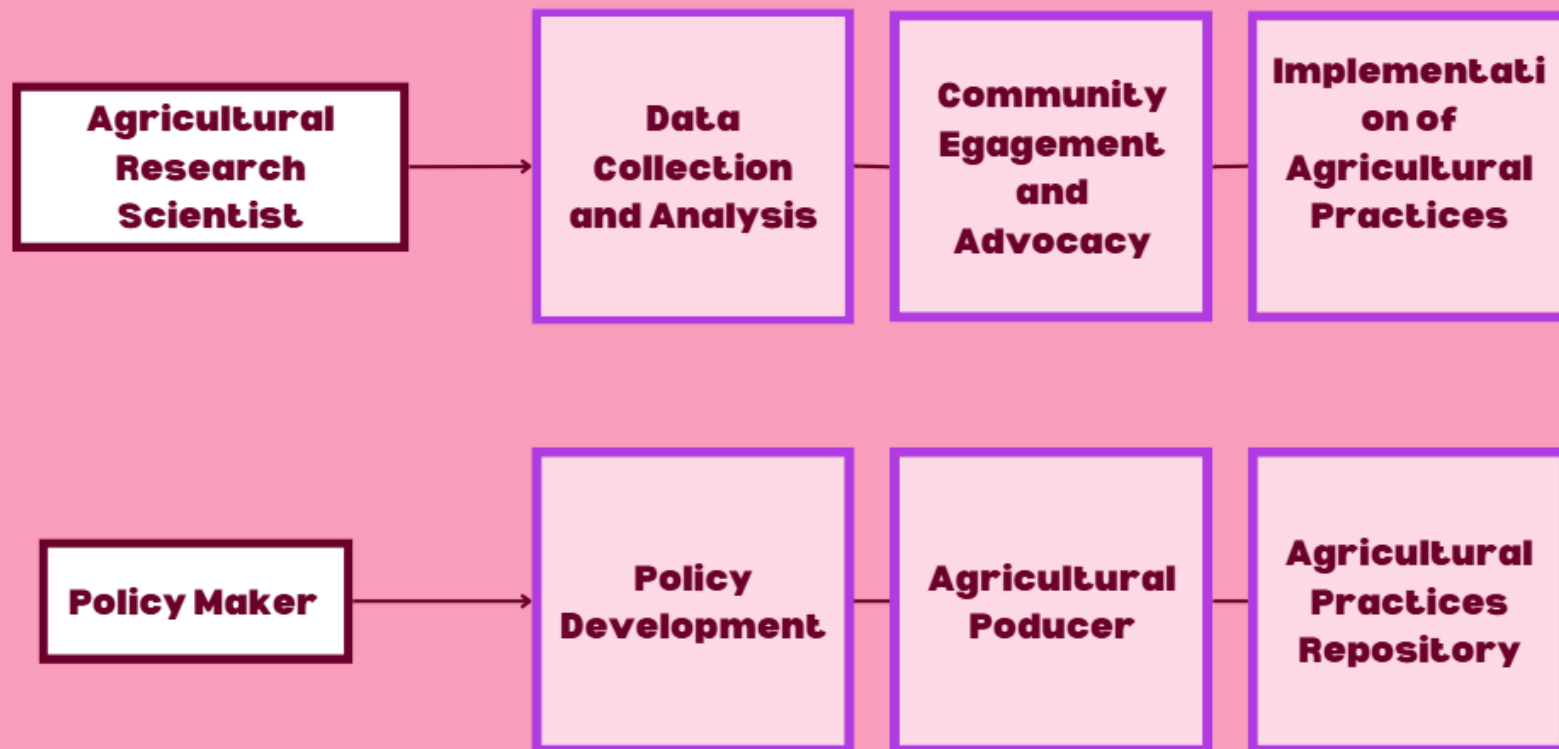 Agricultural
Research
Scientist
Data
Collection
and Analysis
Community
Egagement
and
Advocacy
Implementati
on of
Agricultural
Practices
Policy Maker
Policy
Development
Agricultural
Poducer
Agricultural
Practices
Repository